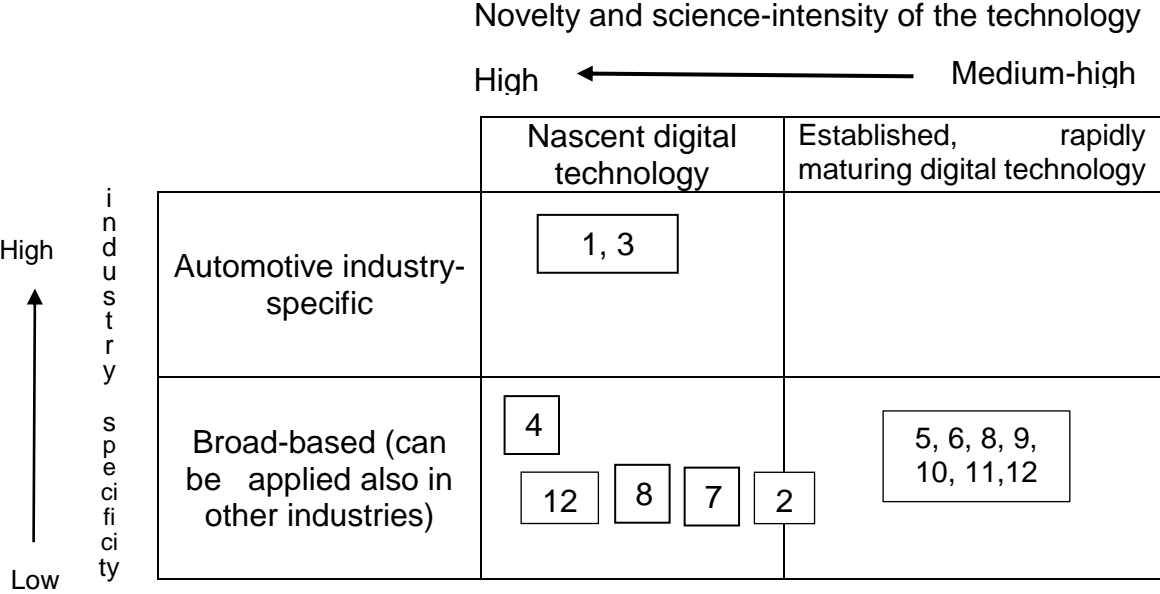 Novelty and science-intensity of the technology
High
Medium-high
Nascent digital
technology
Established, rapidly
maturing digital technology
High
Low
i
n
d
u
s
t
r
y
s
p
e
ci
fi
ci
ty
Automotive industry-
specific
1, 3
Broad-based (can
be applied also in
other industries)
4
12
8
7
2
5, 6, 8, 9,
10, 11,12